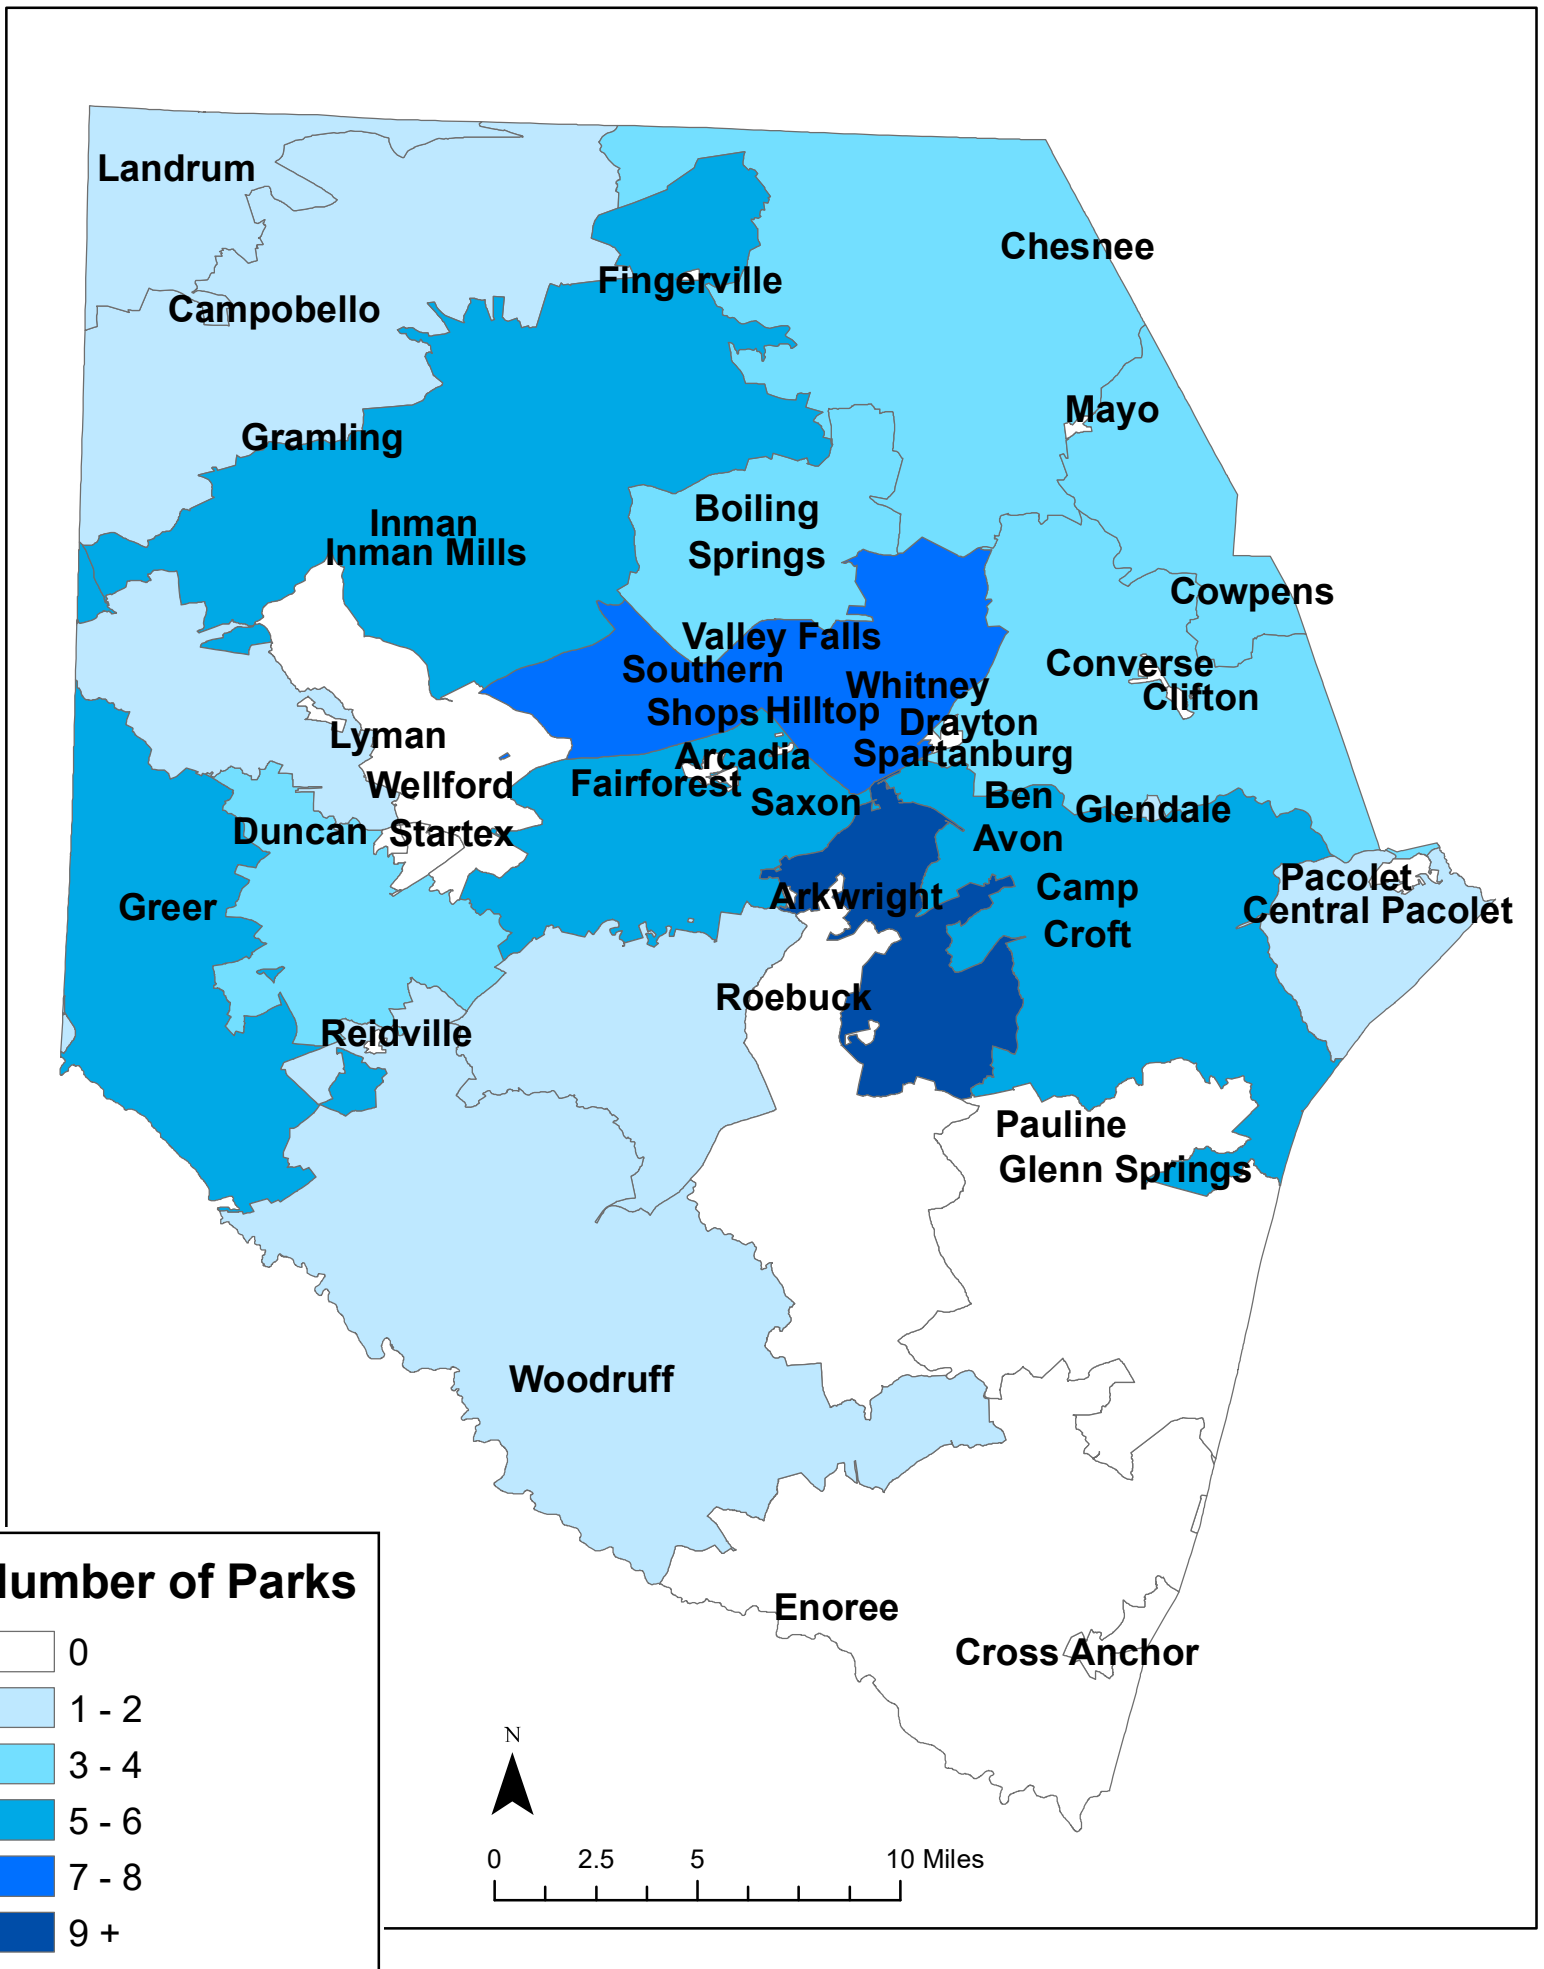 Landrum
Chesnee
Fingerville
Campobello
Mayo
Gramling
Boiling
Springs
Inman
Inman Mills
Cowpens
Valley Falls
Southern
Shops
Converse
Clifton
Whitney
Hilltop
Drayton
Spartanburg
Lyman
Arcadia
Fairforest
Wellford
Saxon
Ben
Avon
Glendale
Duncan
Startex
Pacolet
Central Pacolet
Camp
Croft
Arkwright
Greer
Roebuck
Reidville
Pauline
Glenn Springs
Woodruff
Enoree
Cross Anchor
umber of Parks
0
1 - 2
3 - 4
5 - 6
7 - 8
9 +
N
0 2.5 5 10 Miles